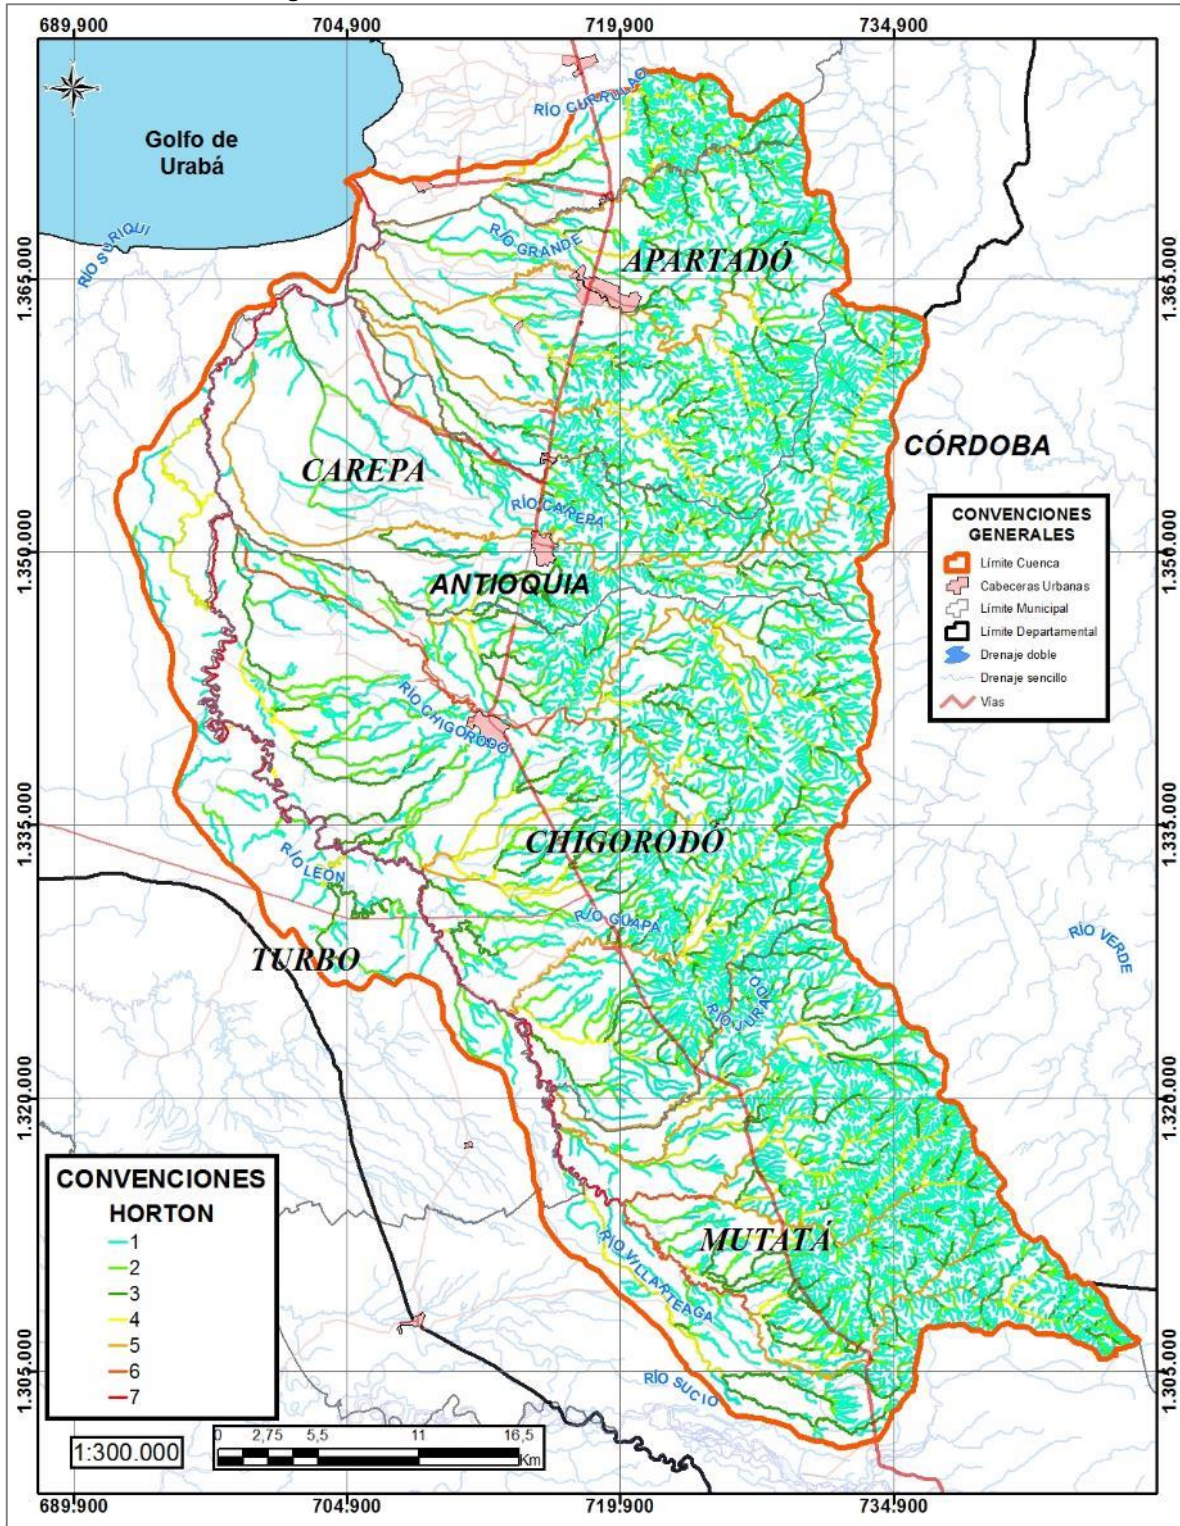 689,900 704,900 719,900 734,900
RÍO CURRULAO
Golfo de
Urabá
RÍO SURIQUI
RÍO GRANDE
APARTADÓ
1.365.000 1.365.000
CÓRDOBA
CAREPA
RÍO CAREPA
1.350.000 1.350.000
ANTIOQUIA
CONVENCIONES
GENERALES
Límite Cuenca
Cabeceras Urbanas
Límite Municipal
Límite Departamental
Drenaje doble
Drenaje sencillo
Vías
RÍO CHIGORODÓ
1.335.000 1.335.000
CHIGORODÓ
RÍO LEÓN
RÍO GUAPA
RÍO VERDE
TURBO
RÍO JURADO
1.320.000 1.320.000
CONVENCIONES
HORTON
1
2
3
4
5
6
7
MUTATÁ
RÍO VILLARTEAGA
1.305.000 1.305.000
RÍO SUCIO
0 2,75 5,5 11 16,5
Km
1:300.000
689,900 704,900 719,900 734,900